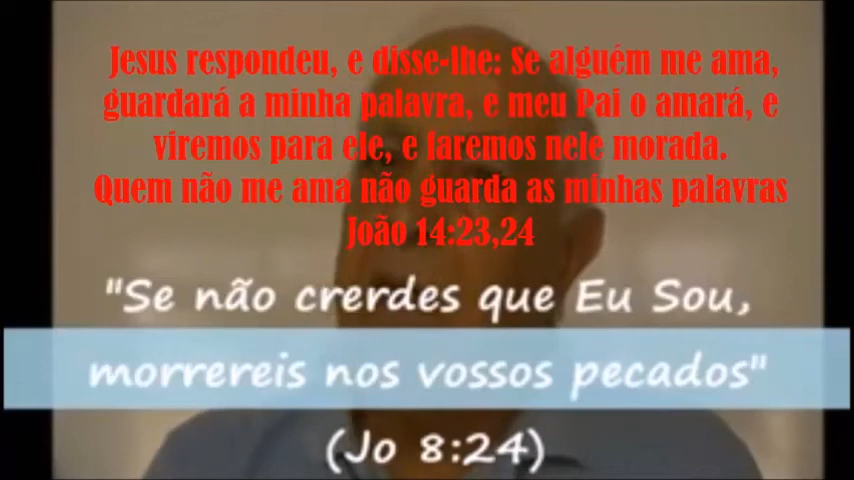 Jesus respondeu, e disse-lhe: Se alguém me ama,
guardará a minha palavra, e meu Pai o amará, e
viremos para ele, e faremos nele morada.
Quem não me ama não guarda as minhas palavras
João 14:23,24
"Se não crerdes que Eu Sou,
morrereis nos vossos pecados"
(Jo 8:24)